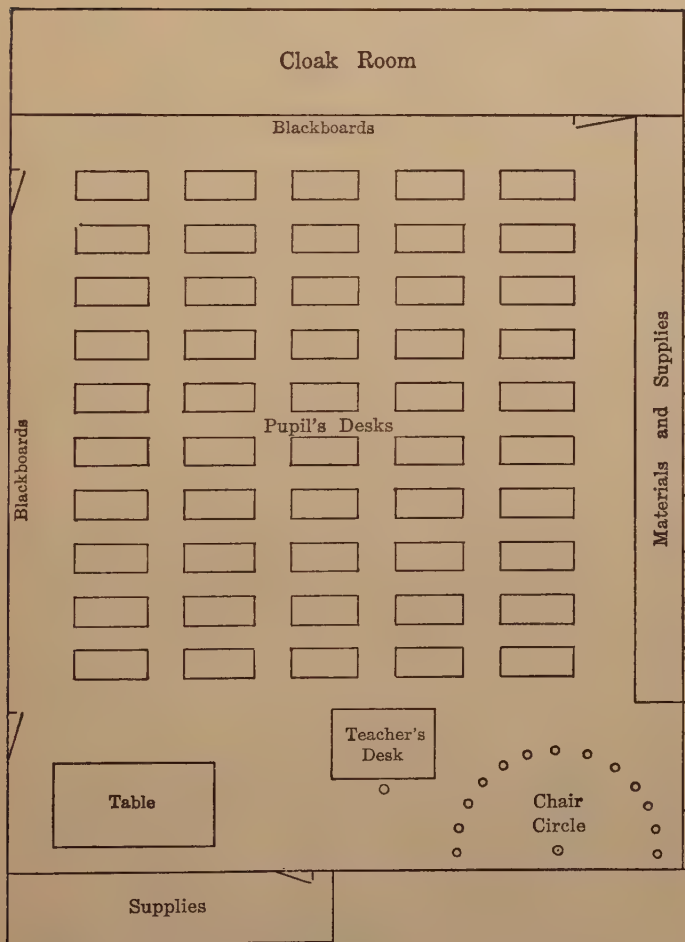 Cloak Room
Blackboards
Blackboards
Pupil's Desks
Materials and Supplies
Teacher's
Desk
Table
Chair
Circle
Supplies